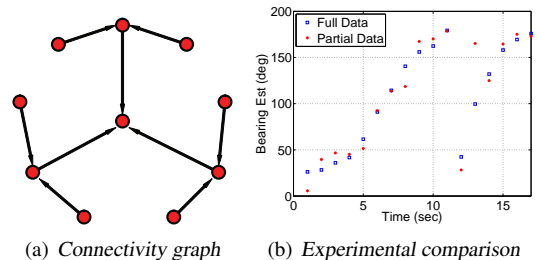 Full Data
Partial Data
Bearing Est (deg)
200
150
100
50
0
0
5
10
15
Time (sec)
(a) Connectivity graph
(b) Experimental comparison